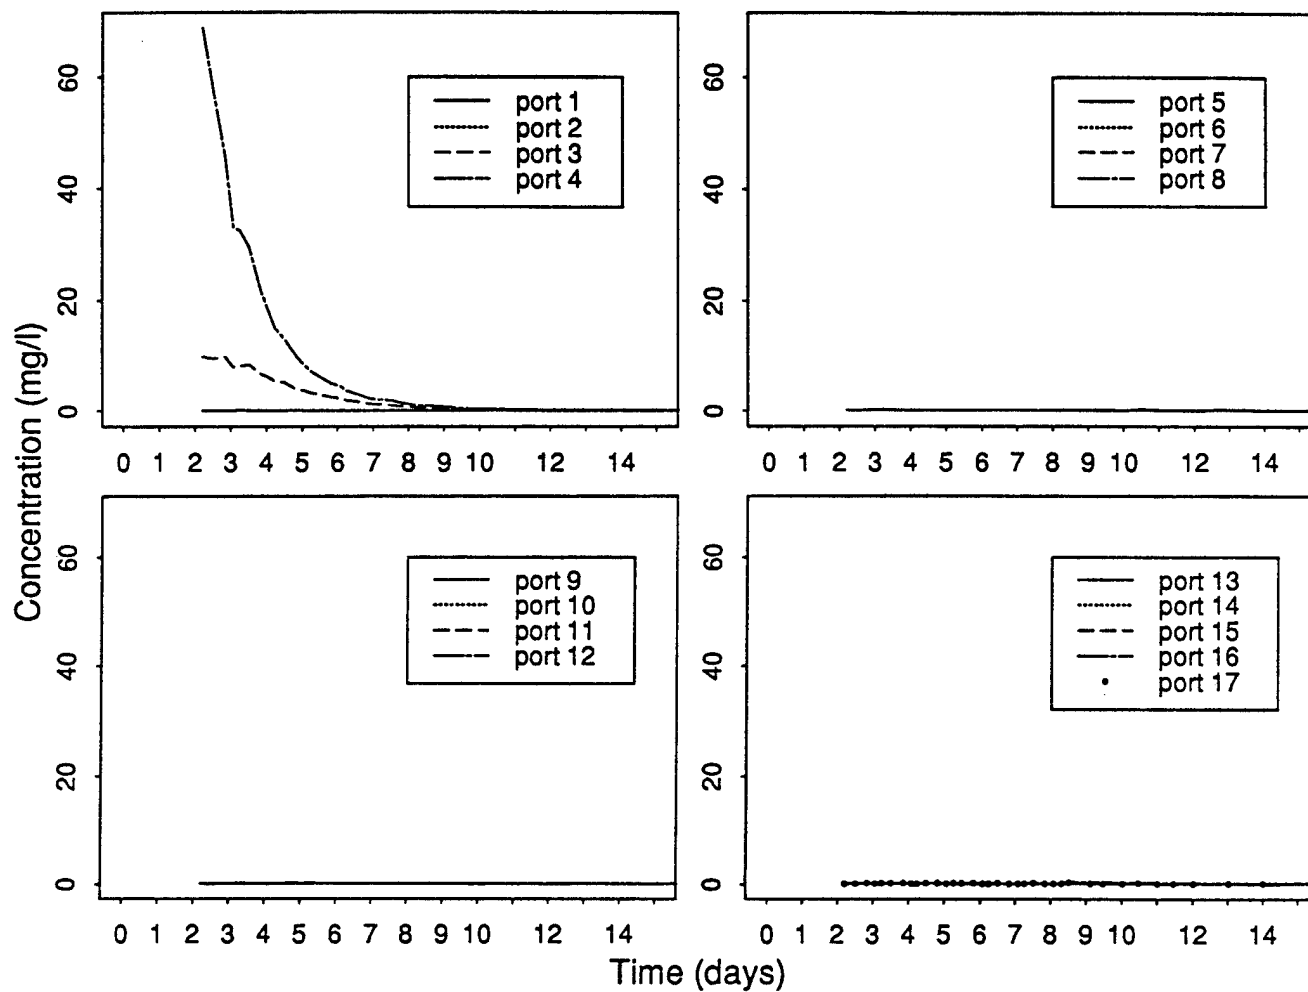 60
40
20
0
port 1
port 2
port 3
port 4
0 1 2 3 4 5 6 7 8 9 10 12 14
port 5
port 6
port 7
port 8
60
40
20
0
0 1 2 3 4 5 6 7 8 9 10 12 14
Concentration (mg/l)
60
40
20
0
port 9
port 10
port 11
port 12
0 1 2 3 4 5 6 7 8 10 12 14
60
40
20
0
port 13
port 14
port 15
port 16
port 17
0 1 2 3 4 5 6 7 8 10 12 14
Time (days)